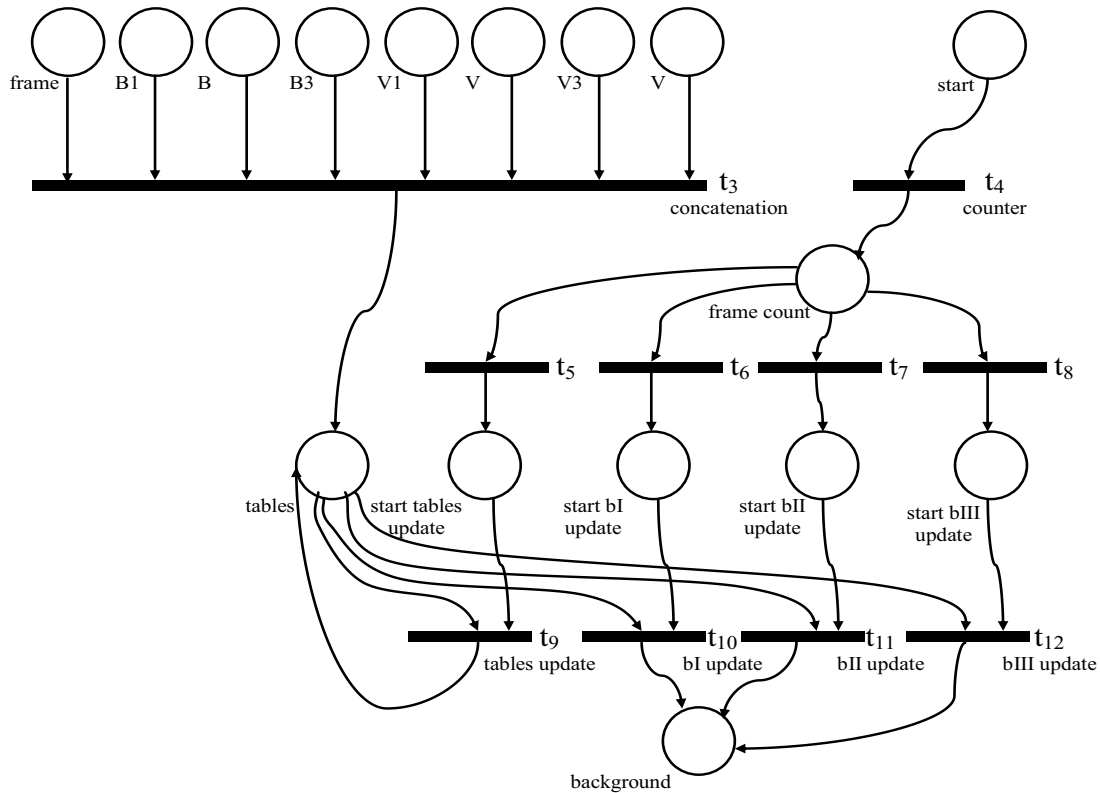 frame
B1
B
B3
V1
V
V3
V
start
t3
concatenation
t4
counter
frame count
t5
t6
t7
t8
tables
start tables
update
start bI
update
start bII
update
start bIII
update
t9
tables update
t10
bI update
t11
bII update
t12
bIII update
background